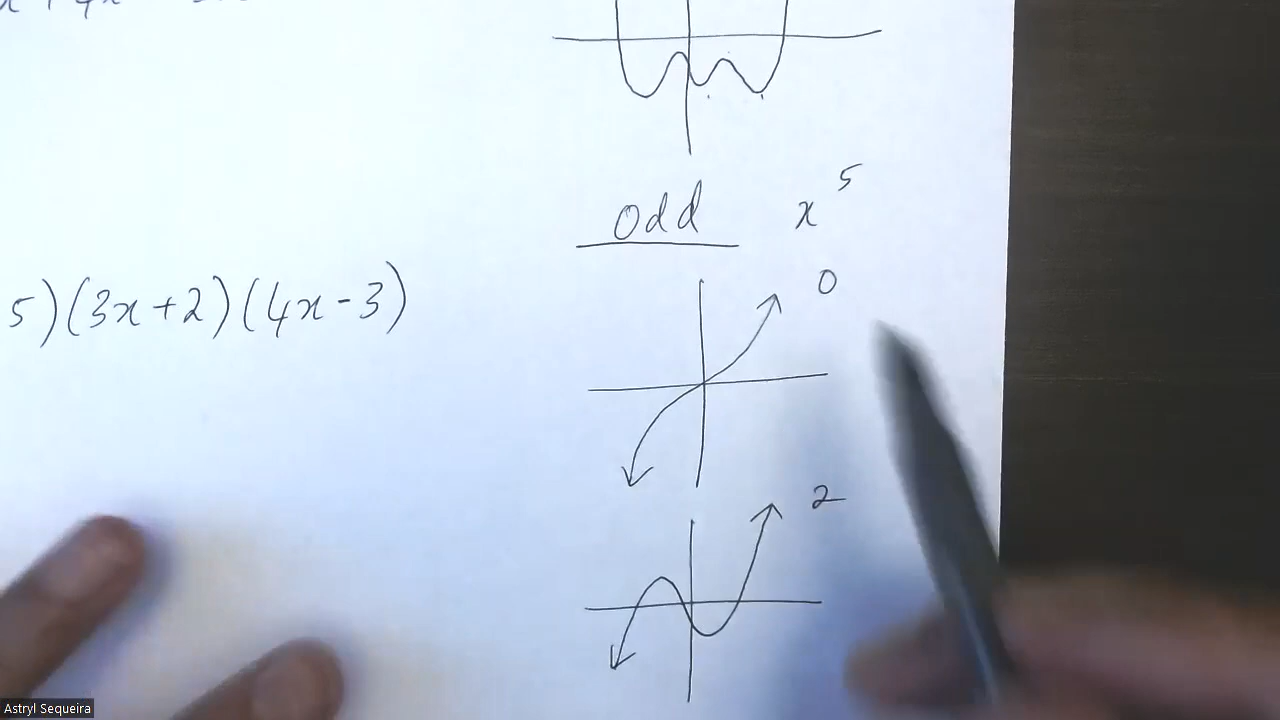 Odd x^5
5)(3x+2)(4x-3)
0
2
Astryl Sequeira